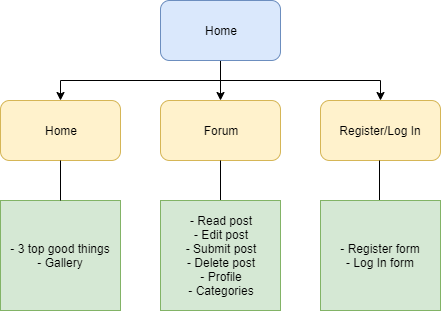 Home
Home
Forum
Register/Log In
- 3 top good things
- Gallery
- Read post
- Edit post
- Submit post
- Delete post
- Profile
- Categories
- Register form
- Log In form